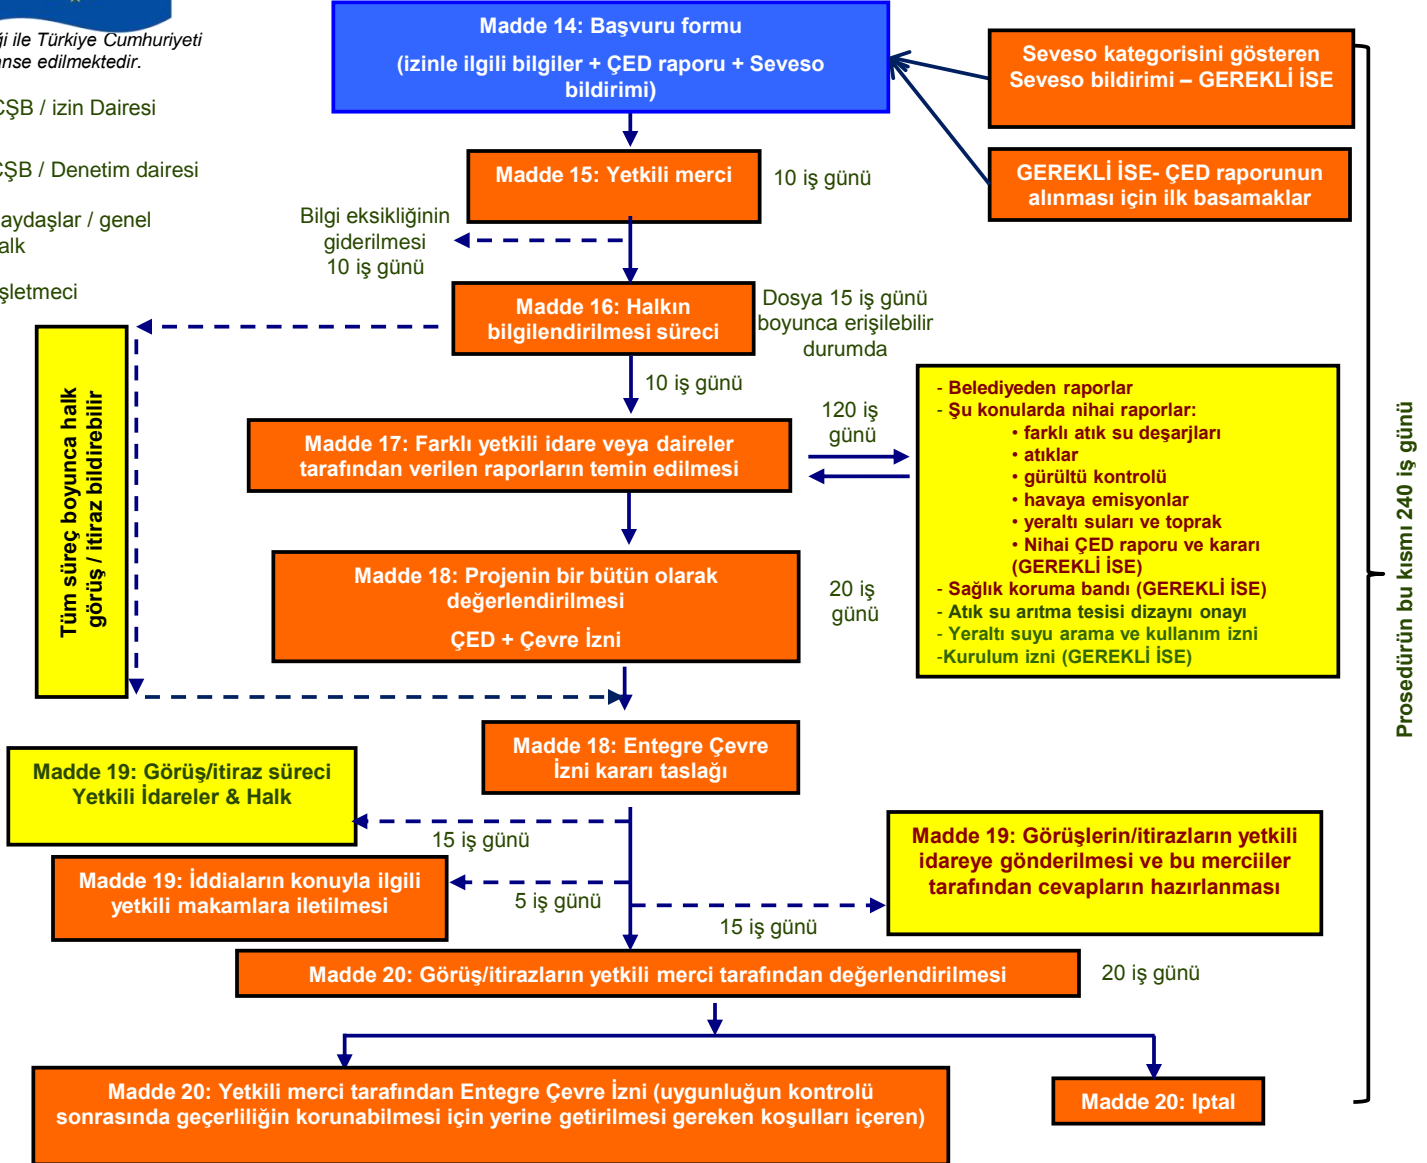 ği ile Türkiye Cumhuriyeti
anse edilmektedir.
ÇŞB / izin Dairesi
ÇŞB / Denetim dairesi
aydaşlar / genel
alk
şletmeci
Madde 14: Başvuru formu
(izinle ilgili bilgiler + ÇED raporu + Seveso
bildirimi)
Seveso kategorisini gösteren
Seveso bildirimi – GEREKLİ İSE
GEREKLİ İSE- ÇED raporunun
alınması için ilk basamaklar
Madde 15: Yetkili merci
10 iş günü
Bilgi eksikliğinin
giderilmesi
10 iş günü
Madde 16: Halkın
bilgilendirilmesi süreci
Dosya 15 iş günü
boyunca erişilebilir
durumda
10 iş günü
Tüm süreç boyunca halk
görüş / itiraz bildirebilir
Madde 17: Farklı yetkili idare veya daireler
tarafından verilen raporların temin edilmesi
120 iş
günü
- Belediyeden raporlar
- Şu konularda nihai raporlar:
• farklı atık su deşarjları
• atıklar
• gürültü kontrolü
• havaya emisyonlar
• yeraltı suları ve toprak
• Nihai ÇED raporu ve kararı
(GEREKLİ İSE)
- Sağlık koruma bandı (GEREKLİ İSE)
- Atık su arıtma tesisi dizaynı onayı
- Yeraltı suyu arama ve kullanım izni
-Kurulum izni (GEREKLİ İSE)
Prosedürün bu kısmı 240 iş günü
Madde 18: Projenin bir bütün olarak
değerlendirilmesi
ÇED + Çevre İzni
20 iş
günü
Madde 18: Entegre Çevre
İzni kararı taslağı
Madde 19: Görüş/itiraz süreci
Yetkili İdareler & Halk
15 iş günü
Madde 19: İddiaların konuyla ilgili
yetkili makamlara iletilmesi
5 iş günü
Madde 19: Görüşlerin/itirazların yetkili
idareye gönderilmesi ve bu merciiler
tarafından cevapların hazırlanması
15 iş günü
Madde 20: Görüş/itirazların yetkili merci tarafından değerlendirilmesi
20 iş günü
Madde 20: Yetkili merci tarafından Entegre Çevre İzni (uygunluğun kontrolü
sonrasında geçerliliğin korunabilmesi için yerine getirilmesi gereken koşulları içeren)
Madde 20: Iptal